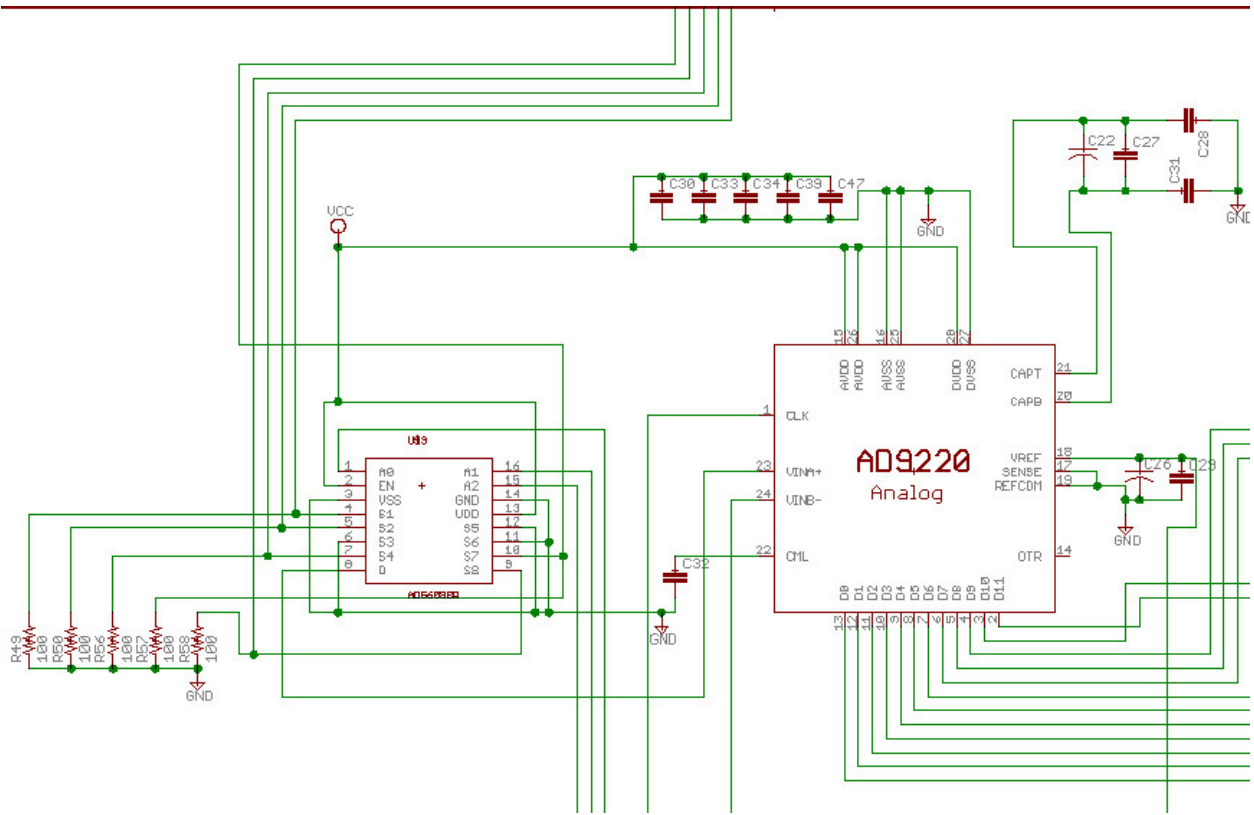 C22
C27
C28
C31
GND
C30
C33
C34
C39
C47
VCC
GND
15
26
16
25
28
27
AVDD
AVDD
AVSS
AVSS
DVDD
DVSS
CAPT
21
CAPB
20
1
CLK
23
VINA+
24
VINB-
22
CML
AD9220
Analog
VREF
18
SENSE
17
REFCOM
19
C26
C29
GND
OTR
14
D0
D1
D2
D3
D4
D5
D6
D7
D8
D9
D10
D11
13
12
11
10
9
8
7
6
5
4
3
2
1
A0
A1
16
2
EN
A2
15
3
VSS
GND
14
4
S1
VDD
13
5
S2
S5
12
6
S3
S6
11
7
S4
S7
10
8
D
S8
9
C32
GND
R49
100
R50
100
R56
100
R57
100
R58
100
GND